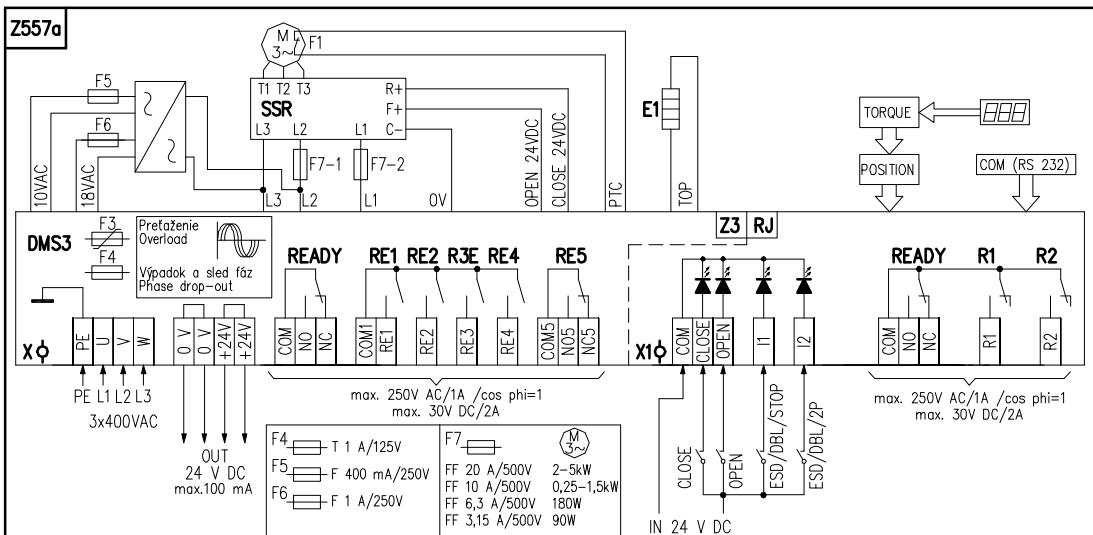 Z557a
M
3~
F1
F5
T1 T2 T3
R+
SSR
F+
E1
TORQUE
F6
L3 L2 L1 C-
POSITION
COM (RS 232)
F7-1
F7-2
10VAC
18VAC
L3
L2
L1
0V
OPEN 24VDC
CLOSE 24VDC
PTC
TOP
DMS3
F3
F4
Preťaženie
Overload
Výpadok a sled fáz
Phase drop-out
READY
RE1 RE2 R3E RE4
RE5
Z3 RJ
READY
R1
R2
X
PE
U
V
W
0 V
0 V
+24V
+24V
COM
NO
NC
COM1
RE1
RE2
RE3
RE4
COM5
NO5
NC5
X1
COM
CLOSE
OPEN
I1
I2
COM
NO
NC
R1
R2
PE L1 L2 L3
3x400VAC
OUT
24 V DC
max.100 mA
max. 250V AC/1A /cos phi=1
max. 30V DC/2A
CLOSE
OPEN
ESD/DBL/STOP
ESD/DBL/2P
IN 24 V DC
max. 250V AC/1A /cos phi=1
max. 30V DC/2A
F4 T 1 A/125V
F5 F 400 mA/250V
F6 F 1 A/250V
F7
M
3~
FF 20 A/500V 2-5kW
FF 10 A/500V 0,25-1,5kW
FF 6,3 A/500V 180W
FF 3,15 A/500V 90W